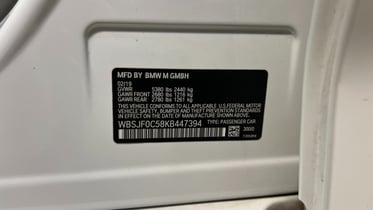 MFD BY BMW M GMBH
02/19
GVWR 5380 lbs 2440 kg
GAWR FRONT 2680 lbs 1216 kg
GAWR REAR 2780 lbs 1261 kg
THIS VEHICLE CONFORMS TO ALL APPLICABLE U.S. FEDERAL
MOTOR VEHICLE SAFETY, BUMPER AND THEFT PREVENTION
STANDARDS IN EFFECT ON THE DATE OF MANUFACTURE SHOWN ABOVE.
WBSJF0C58KB447394 TYPE: PASSENGER CAR
300/0